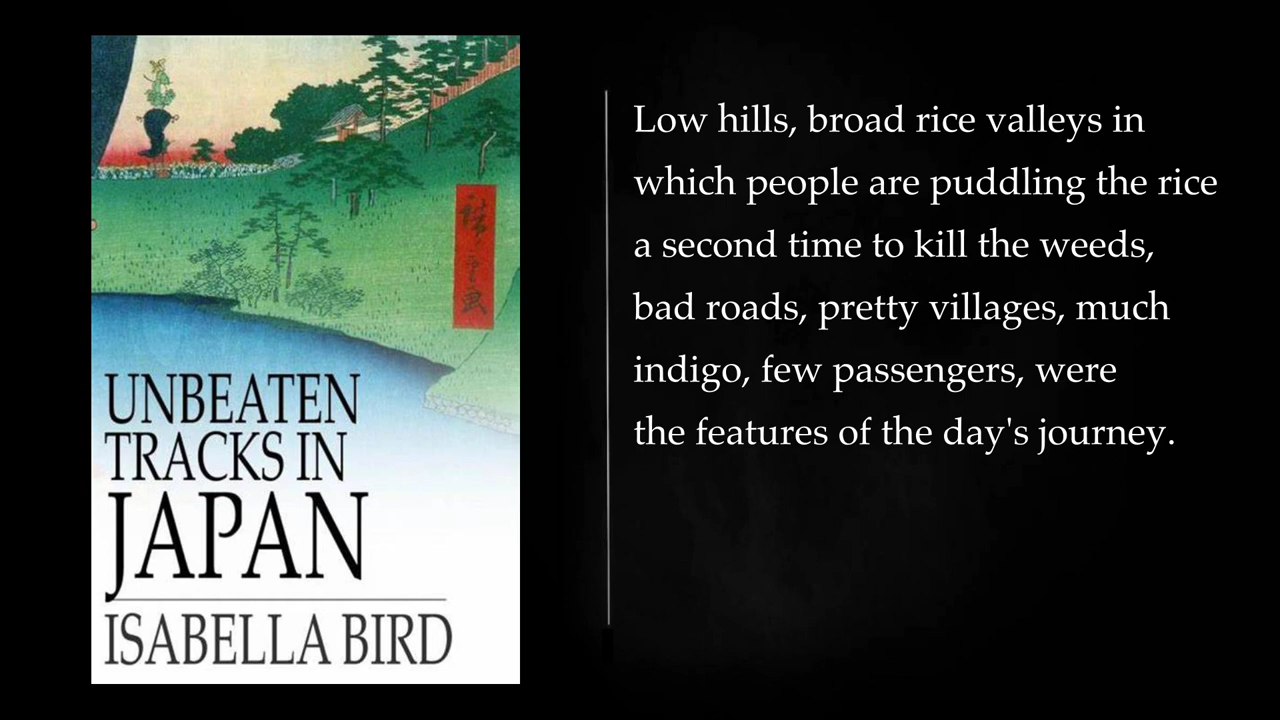 UNBEATEN
TRACKS IN
JAPAN
ISABELLA BIRD
Low hills, broad rice valleys in
which people are puddling the rice
a second time to kill the weeds,
bad roads, pretty villages, much
indigo, few passengers, were
the features of the day's journey.